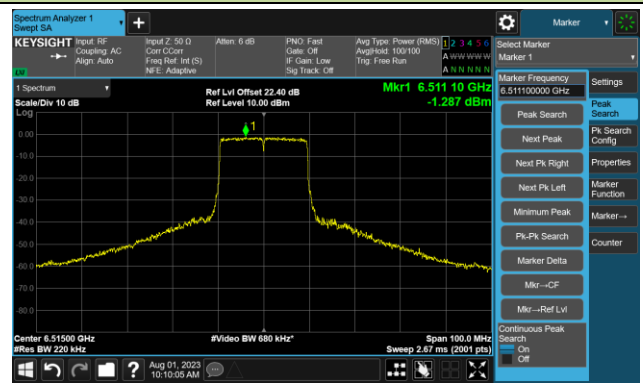 Spectrum Analyzer 1
Swept SA
Marker
KEYSIGHT
Input: RF
Coupling: AC
Align: Auto
Input Z: 50 Ω
Corr CCorr
Freq Ref: Int (S)
NFE: Adaptive
Atten: 6 dB
PNO: Fast
Gate: Off
IF Gain: Low
Sig Track: Off
Avg Type: Power (RMS)
Avg|Hold: 100/100
Trig: Free Run
1 2 3 4 5 6
A W W W W W
A N N N N N
LW
Select Marker
Marker 1
1 Spectrum
Scale/Div 10 dB
Log
Ref Lvl Offset 22.40 dB
Ref Level 10.00 dBm
Mkr1 6.511 10 GHz
-1.287 dBm
1
0.00
-10.0
-20.0
-30.0
-40.0
-50.0
-60.0
-70.0
-80.0
Center 6.51500 GHz
#Res BW 220 kHz
#Video BW 680 kHz*
Span 100.0 MHz
Sweep 2.67 ms (2001 pts)
Marker Frequency
6.511100000 GHz
Peak Search
Next Peak
Next Pk Right
Next Pk Left
Minimum Peak
Pk-Pk Search
Marker Delta
Mkr→CF
Mkr→Ref Lvl
Continuous Peak
Search
On
Off
Settings
Peak
Search
Pk Search
Config
Properties
Marker
Function
Marker→
Counter
?
Aug 01, 2023
10:10:05 AM